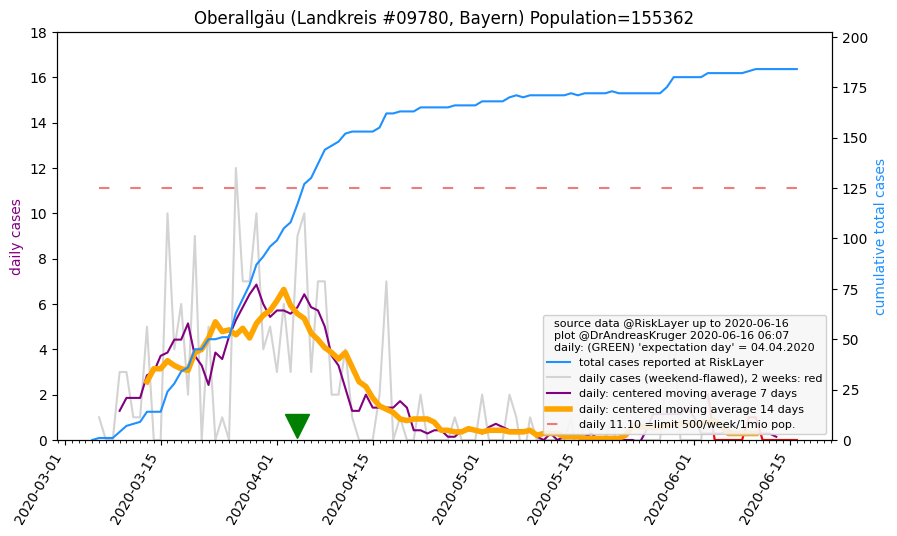 Oberallgäu (Landkreis #09780, Bayern) Population=155362
18
16
14
12
10
8
6
4
2
0
daily cases
200
175
150
125
100
75
50
25
0
cumulative total cases
source data @RiskLayer up to 2020-06-16
plot @DrAndreasKruger 2020-06-16 06:07
daily: (GREEN) 'expectation day' = 04.04.2020
total cases reported at RiskLayer
daily cases (weekend-flawed), 2 weeks: red
daily: centered moving average 7 days
daily: centered moving average 14 days
daily 11.10 =limit 500/week/1mio pop.
2020-03-01
2020-03-15
2020-04-01
2020-04-15
2020-05-01
2020-05-15
2020-06-01
2020-06-15